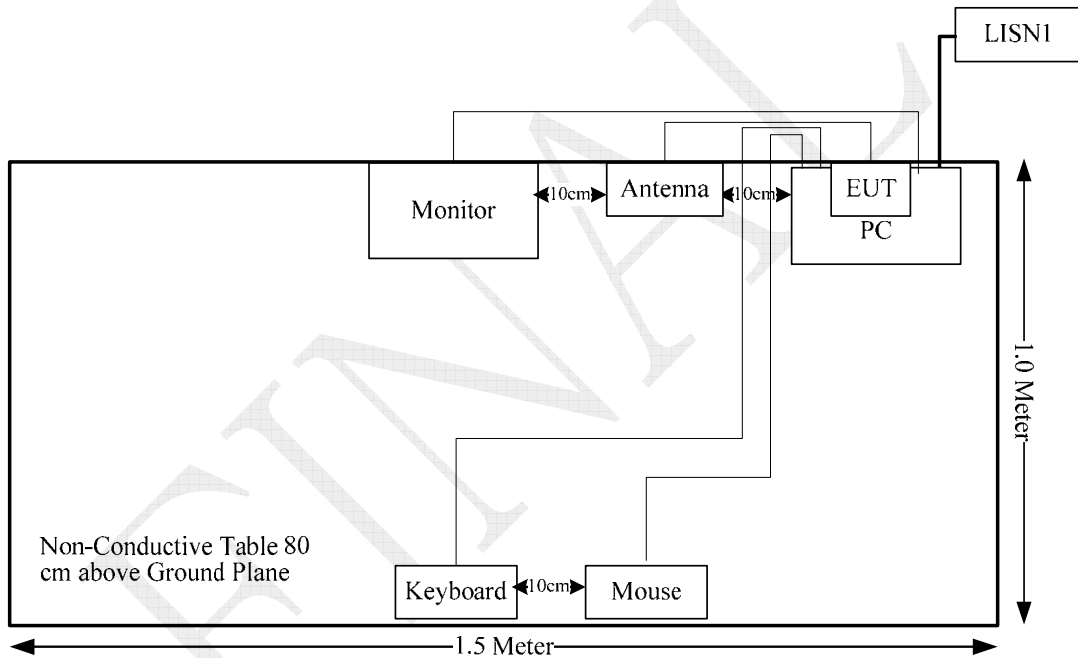 LISN1
Monitor
10cm
Antenna
10cm
EUT
PC
1.0 Meter
Non-Conductive Table 80
cm above Ground Plane
Keyboard
10cm
Mouse
1.5 Meter
FINAL